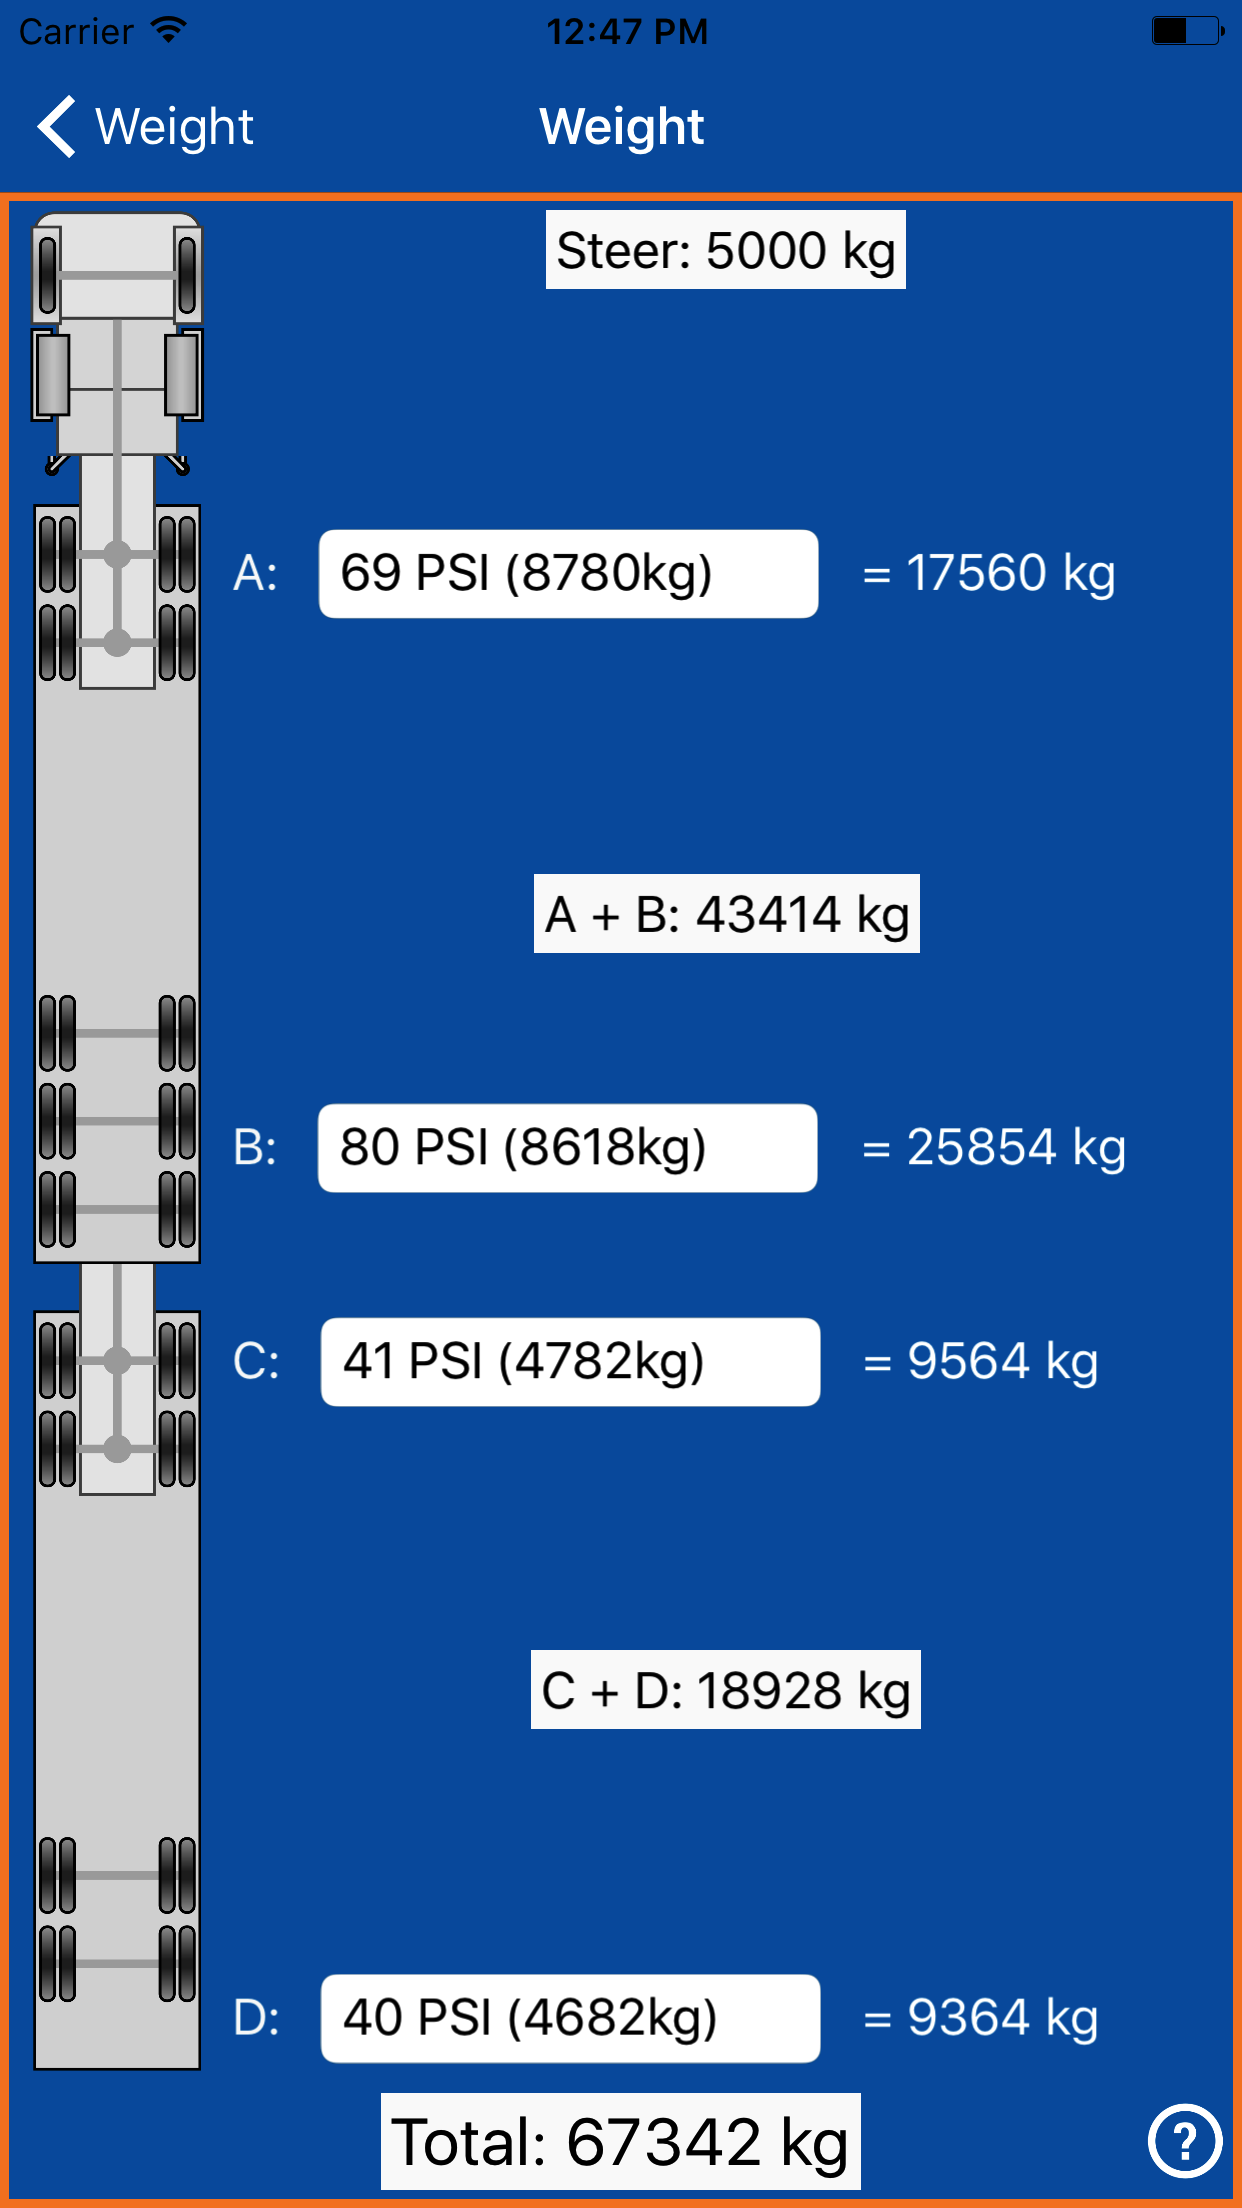 Carrier 12:47 PM
Weight Weight
Steer: 5000 kg
A: 69 PSI (8780kg) = 17560 kg
A + B: 43414 kg
B: 80 PSI (8618kg) = 25854 kg
C: 41 PSI (4782kg) = 9564 kg
C + D: 18928 kg
D: 40 PSI (4682kg) = 9364 kg
Total: 67342 kg
?